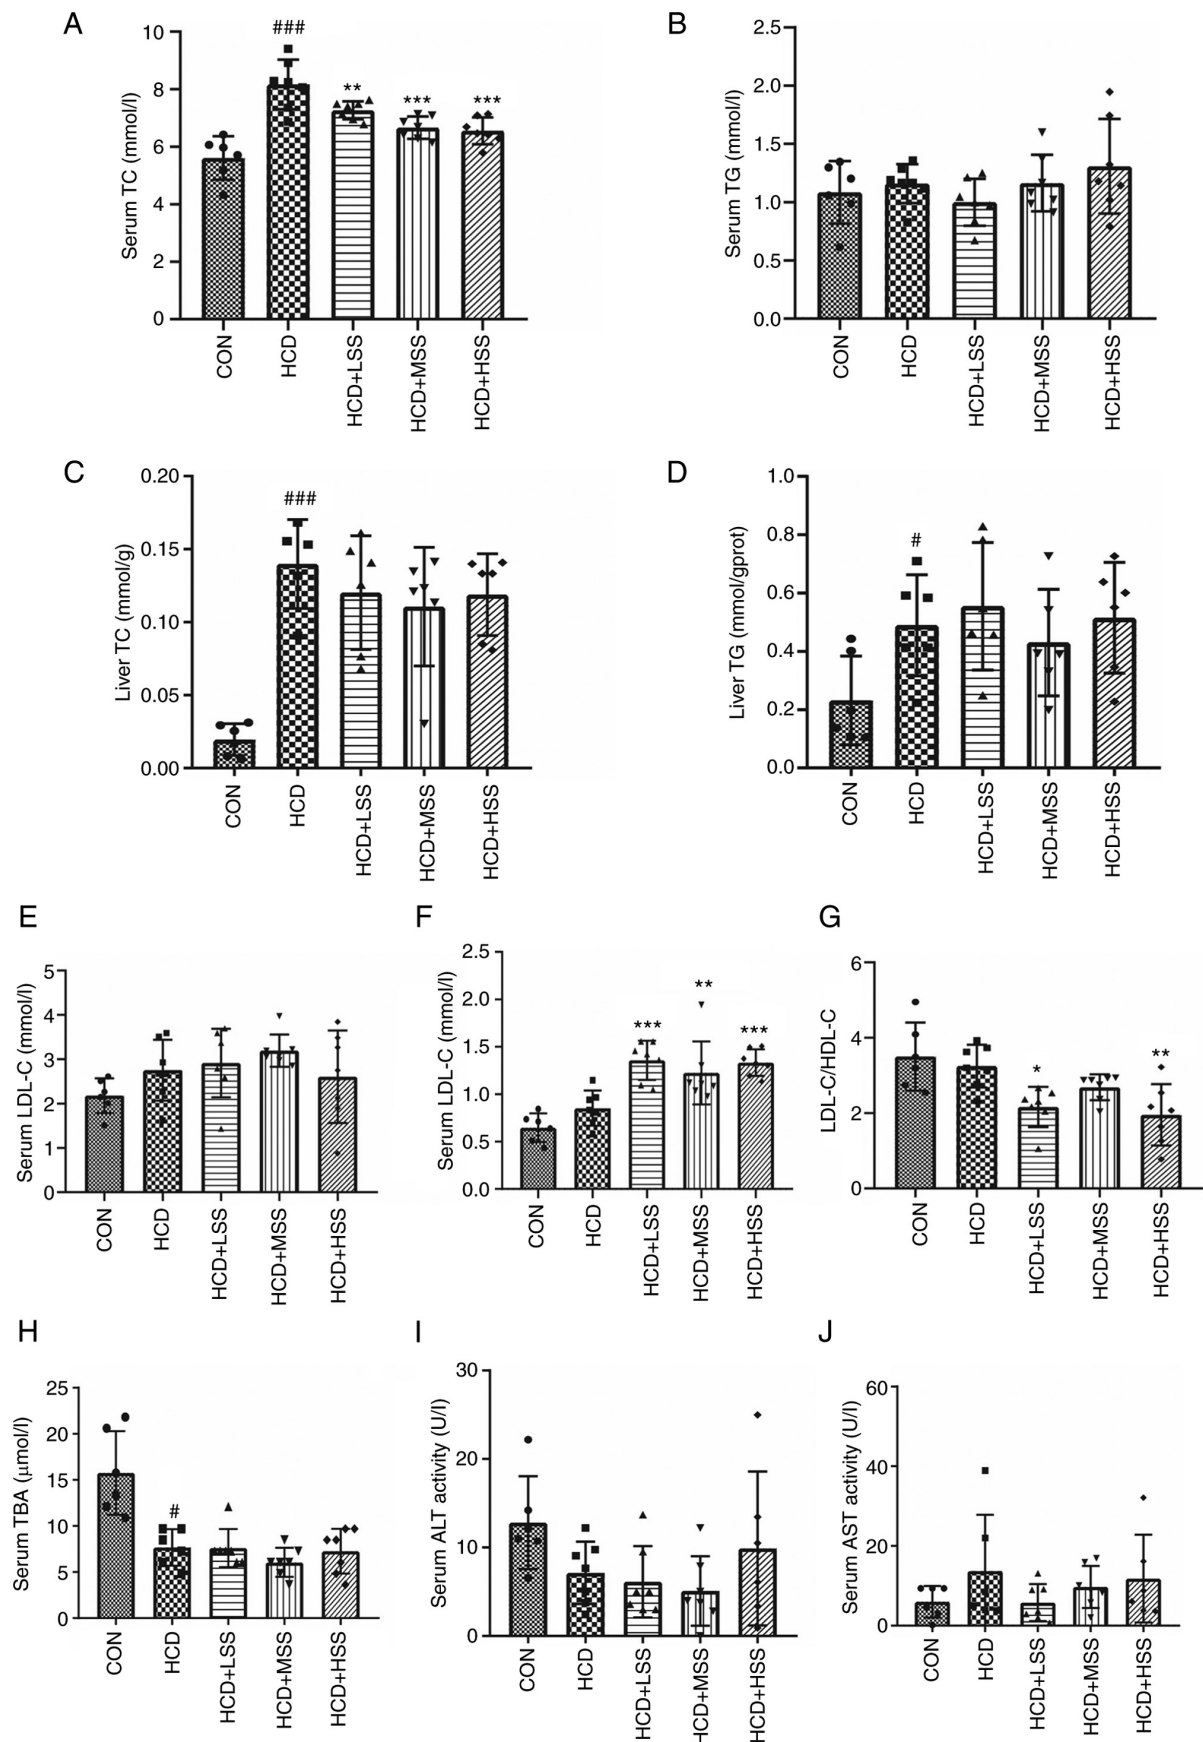 A
Serum TC (mmol/l)
10
8
6
4
2
0
###
**
***
***
CON
HCD
HCD+LSS
HCD+MSS
HCD+HSS
B
Serum TG (mmol/l)
2.5
2.0
1.5
1.0
0.5
0.0
CON
HCD
HCD+LSS
HCD+MSS
HCD+HSS
C
Liver TC (mmol/g)
0.20
0.15
0.10
0.05
0.00
###
CON
HCD
HCD+LSS
HCD+MSS
HCD+HSS
D
Liver TG (mmol/gprot)
1.0
0.8
0.6
0.4
0.2
0.0
#
CON
HCD
HCD+LSS
HCD+MSS
HCD+HSS
E
Serum LDL-C (mmol/l)
5
4
3
2
1
0
CON
HCD
HCD+LSS
HCD+MSS
HCD+HSS
F
Serum LDL-C (mmol/l)
2.5
2.0
1.5
1.0
0.5
0.0
***
**
***
CON
HCD
HCD+LSS
HCD+MSS
HCD+HSS
G
LDL-C/HDL-C
6
4
2
0
*
**
CON
HCD
HCD+LSS
HCD+MSS
HCD+HSS
H
Serum TBA (µmol/l)
25
20
15
10
5
0
#
CON
HCD
HCD+LSS
HCD+MSS
HCD+HSS
I
Serum ALT activity (U/l)
30
20
10
0
CON
HCD
HCD+LSS
HCD+MSS
HCD+HSS
J
Serum AST activity (U/l)
60
40
20
0
CON
HCD
HCD+LSS
HCD+MSS
HCD+HSS